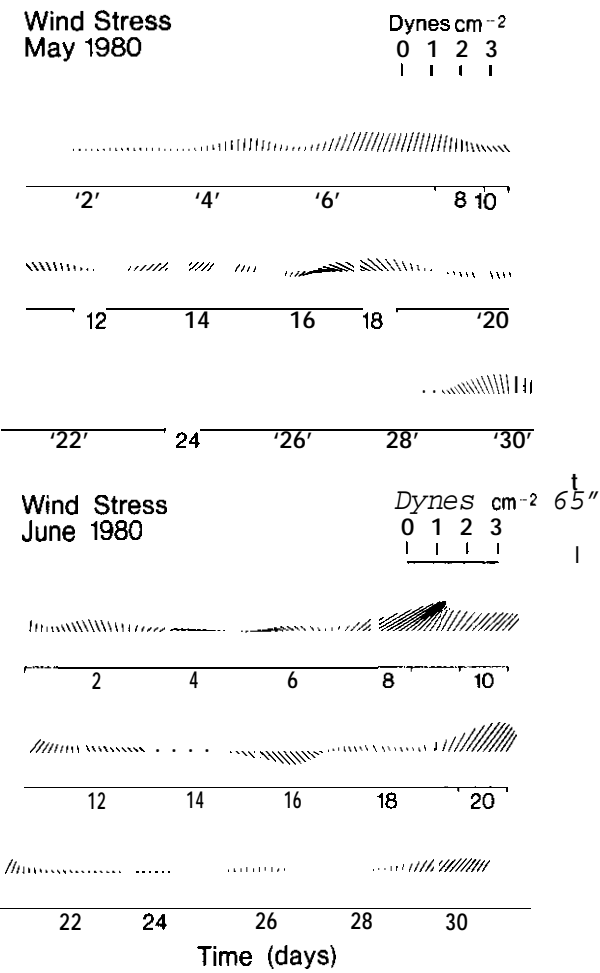 Wind Stress
May 1980
Dynes cm⁻²
0 1 2 3
‘2’ ‘4’ ‘6’ 8 10
12 14 16 18 ‘20
‘22’ 24 ‘26’ 28’ ‘30’
Wind Stress
June 1980
Dynes cm⁻²
t
65″
0 1 2 3
2 4 6 8 10
12 14 16 18 20
22 24 26 28 30
Time (days)